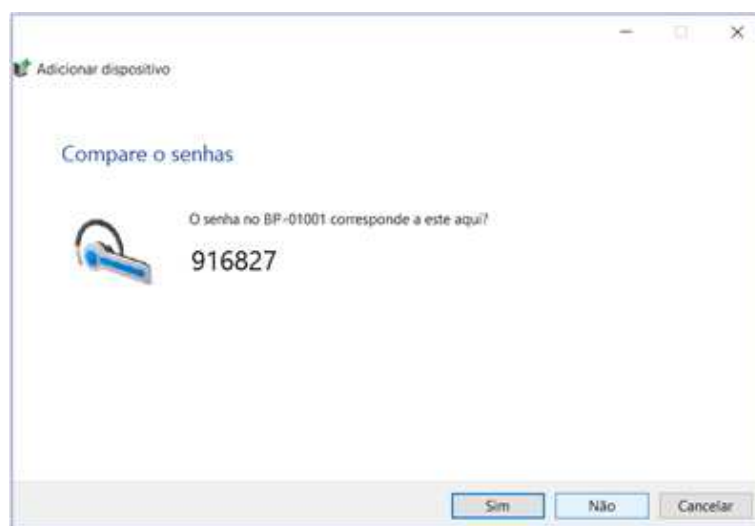 Adicionar dispositivo
Compare o senhas
O senha no BP-01001 corresponde a este aqui?
916827
Sim Não Cancelar